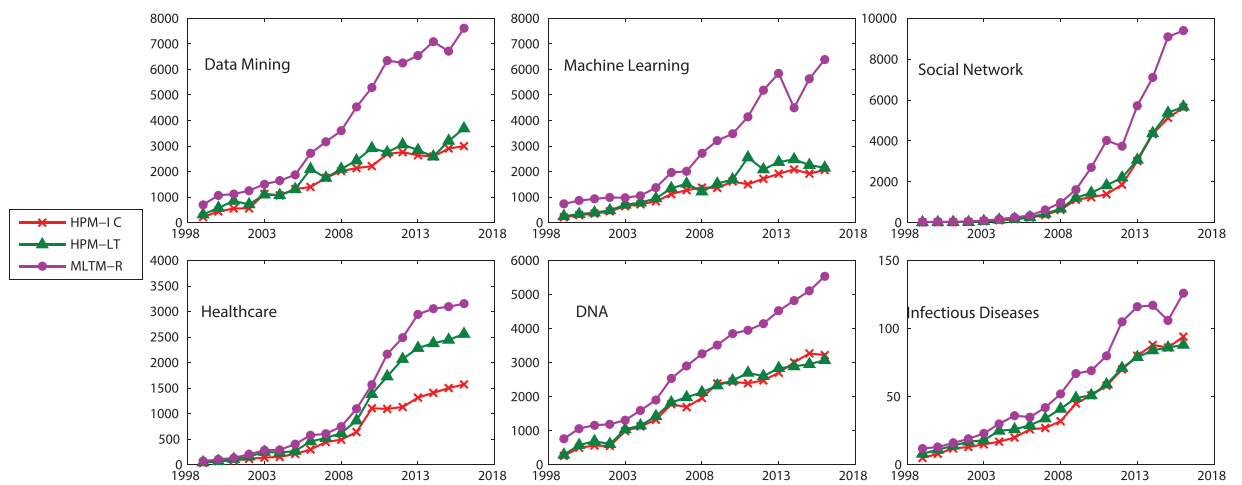 8000
7000
6000
5000
4000
3000
2000
1000
0
Data Mining
1998 2003 2008 2013 2018
8000
7000
6000
5000
4000
3000
2000
1000
0
Machine Learning
1998 2003 2008 2013 2018
10000
8000
6000
4000
2000
0
Social Network
1998 2003 2008 2013 2018
HPM–I C
HPM–LT
MLTM–R
4000
3500
3000
2500
2000
1500
1000
500
0
Healthcare
1998 2003 2008 2013 2018
6000
5000
4000
3000
2000
1000
0
DNA
1998 2003 2008 2013 2018
150
100
50
0
Infectious Diseases
1998 2003 2008 2013 2018